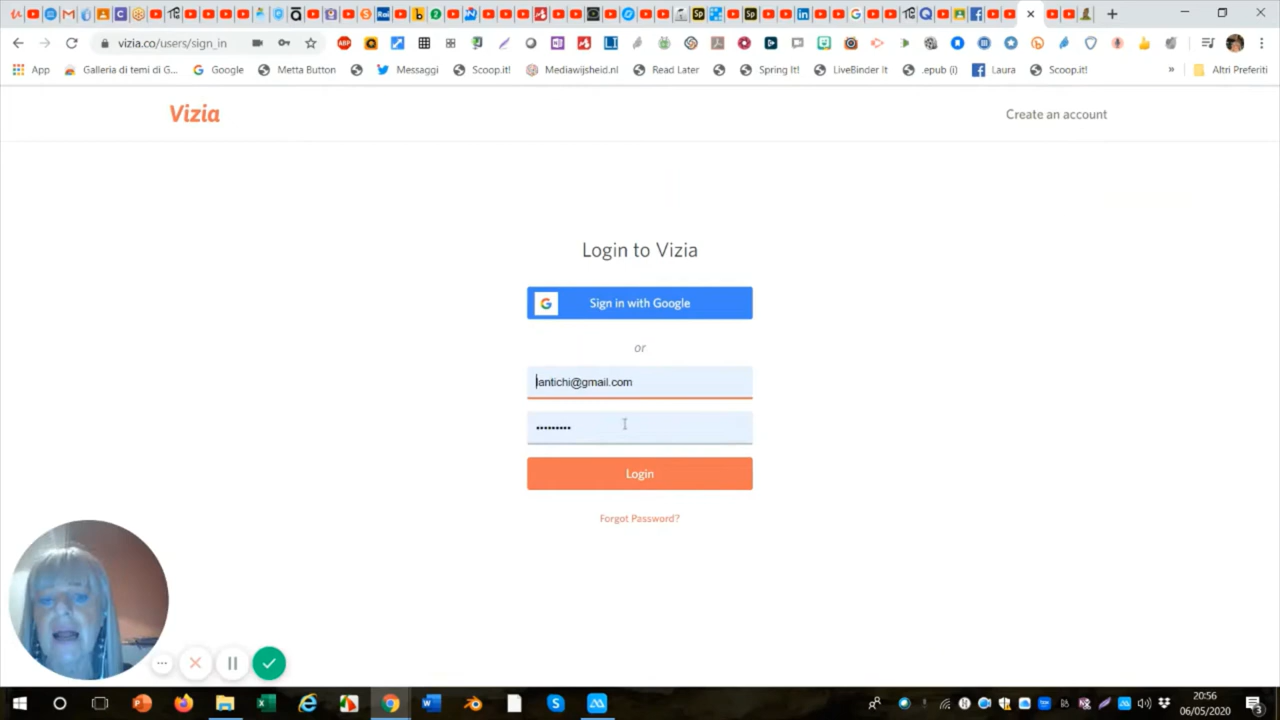 vizia.co/users/sign_in
App
Galleria di temi di G...
Google
Metta Button
Messaggi
Scoop.it!
Mediawijsheid.nl
Read Later
Spring It!
LiveBinder It
.epub (i)
Laura
Scoop.it!
»
Altri Preferiti
Vizia
Create an account
Login to Vizia
Sign in with Google
or
lantichi@gmail.com
•••••••••
Login
Forgot Password?
20:56
06/05/2020